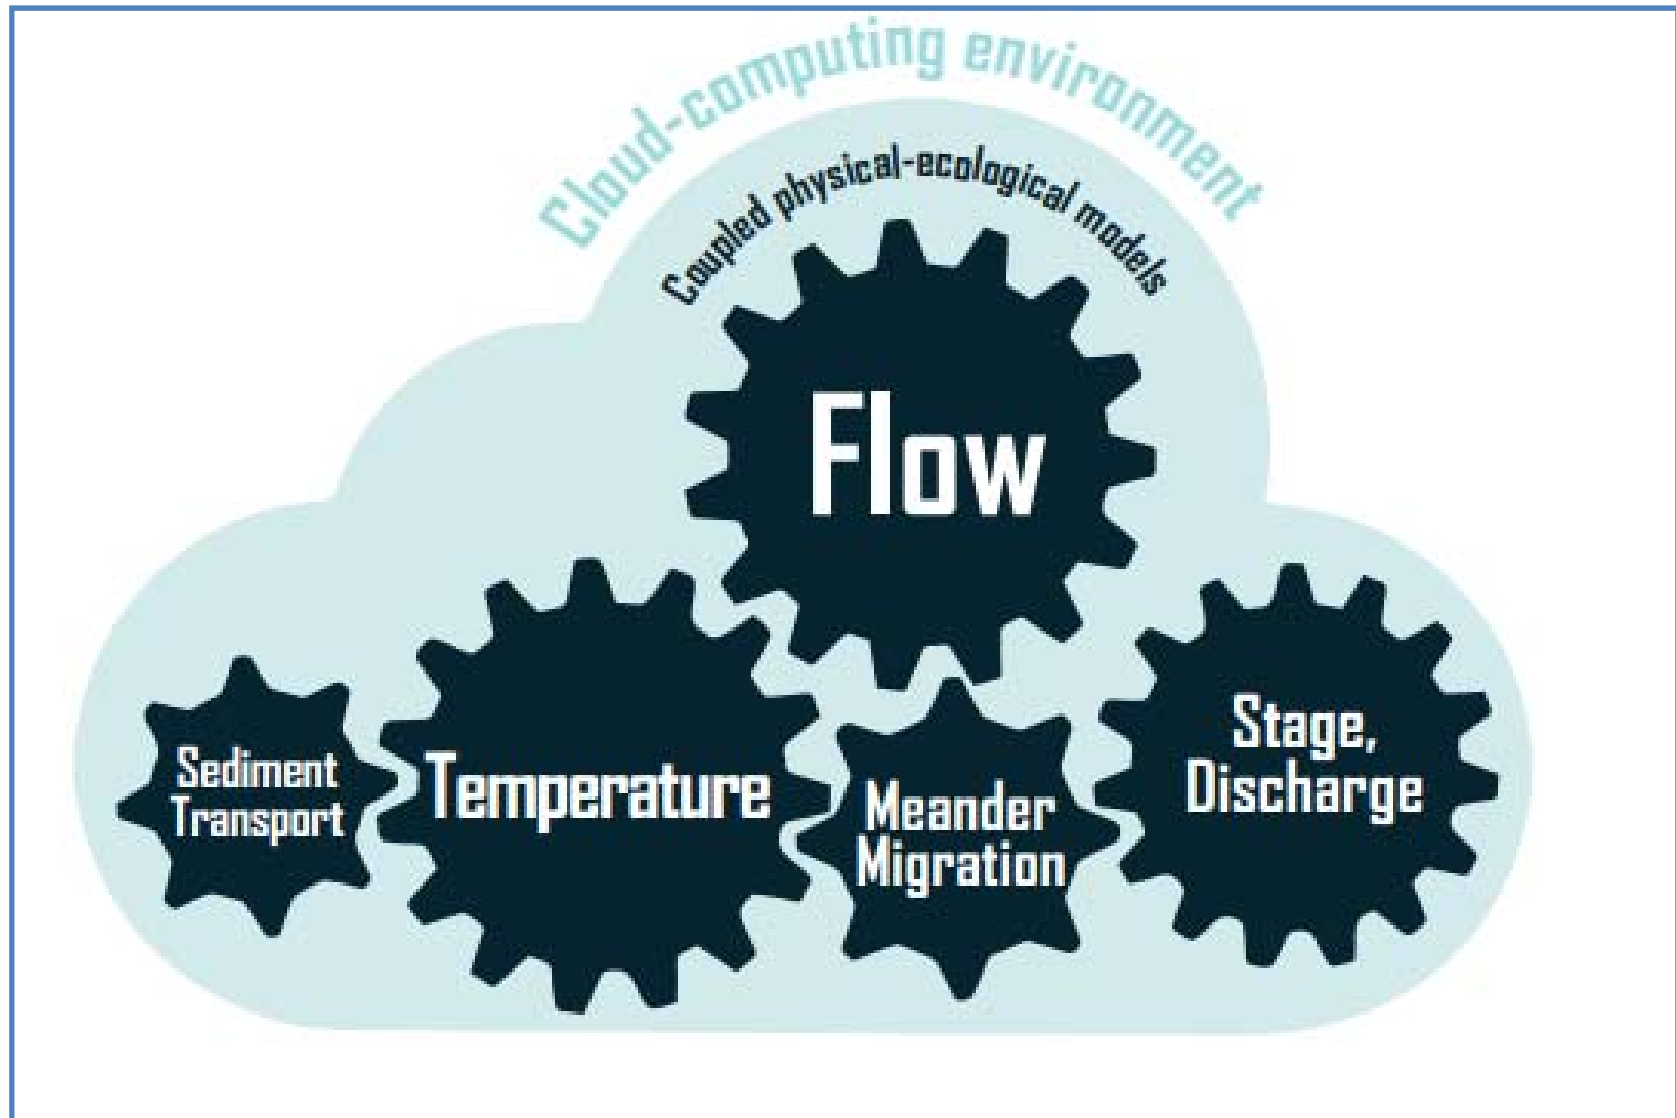 Cloud-computing environment
Coupled physical-ecological models
Flow
Sediment
Transport
Temperature
Meander
Migration
Stage,
Discharge